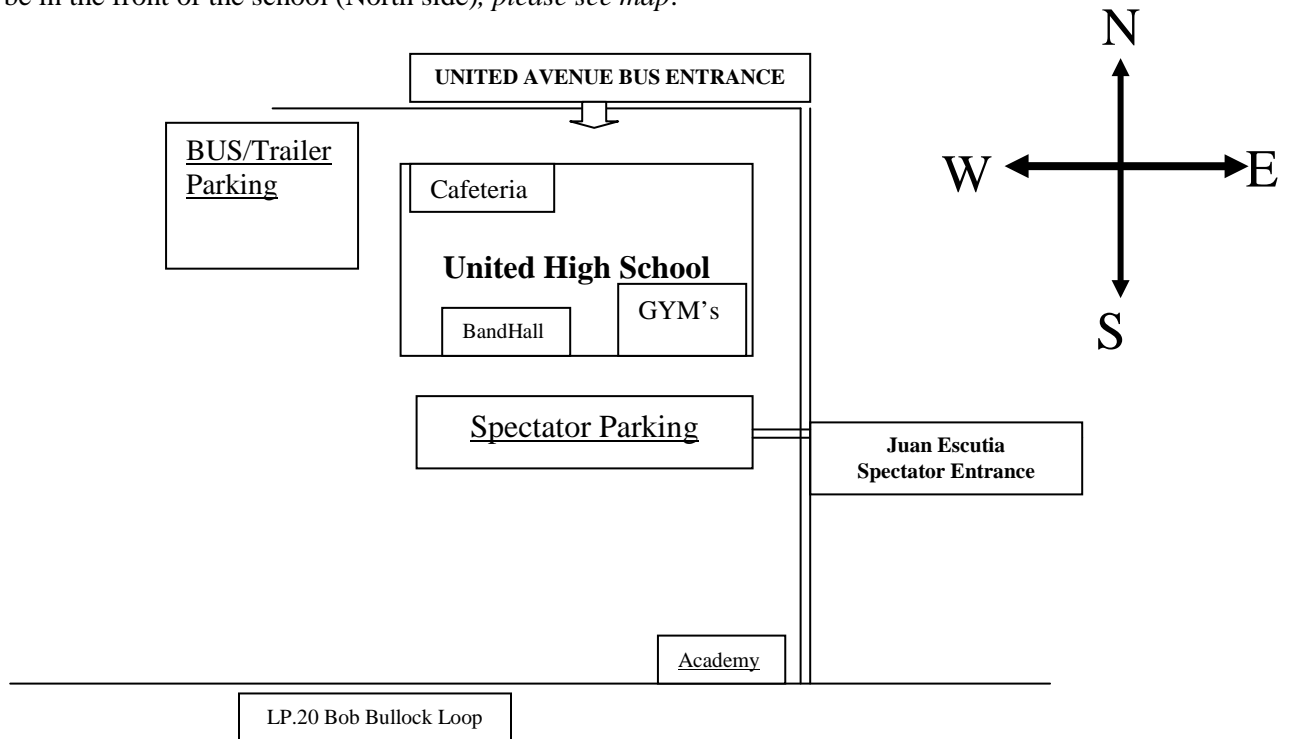 be in the front of the school (North side), please see map.
N
UNITED AVENUE BUS ENTRANCE
BUS/Trailer
Parking
Cafeteria
W
E
United High School
GYM's
BandHall
S
Spectator Parking
Juan Escutia
Spectator Entrance
Academy
LP.20 Bob Bullock Loop